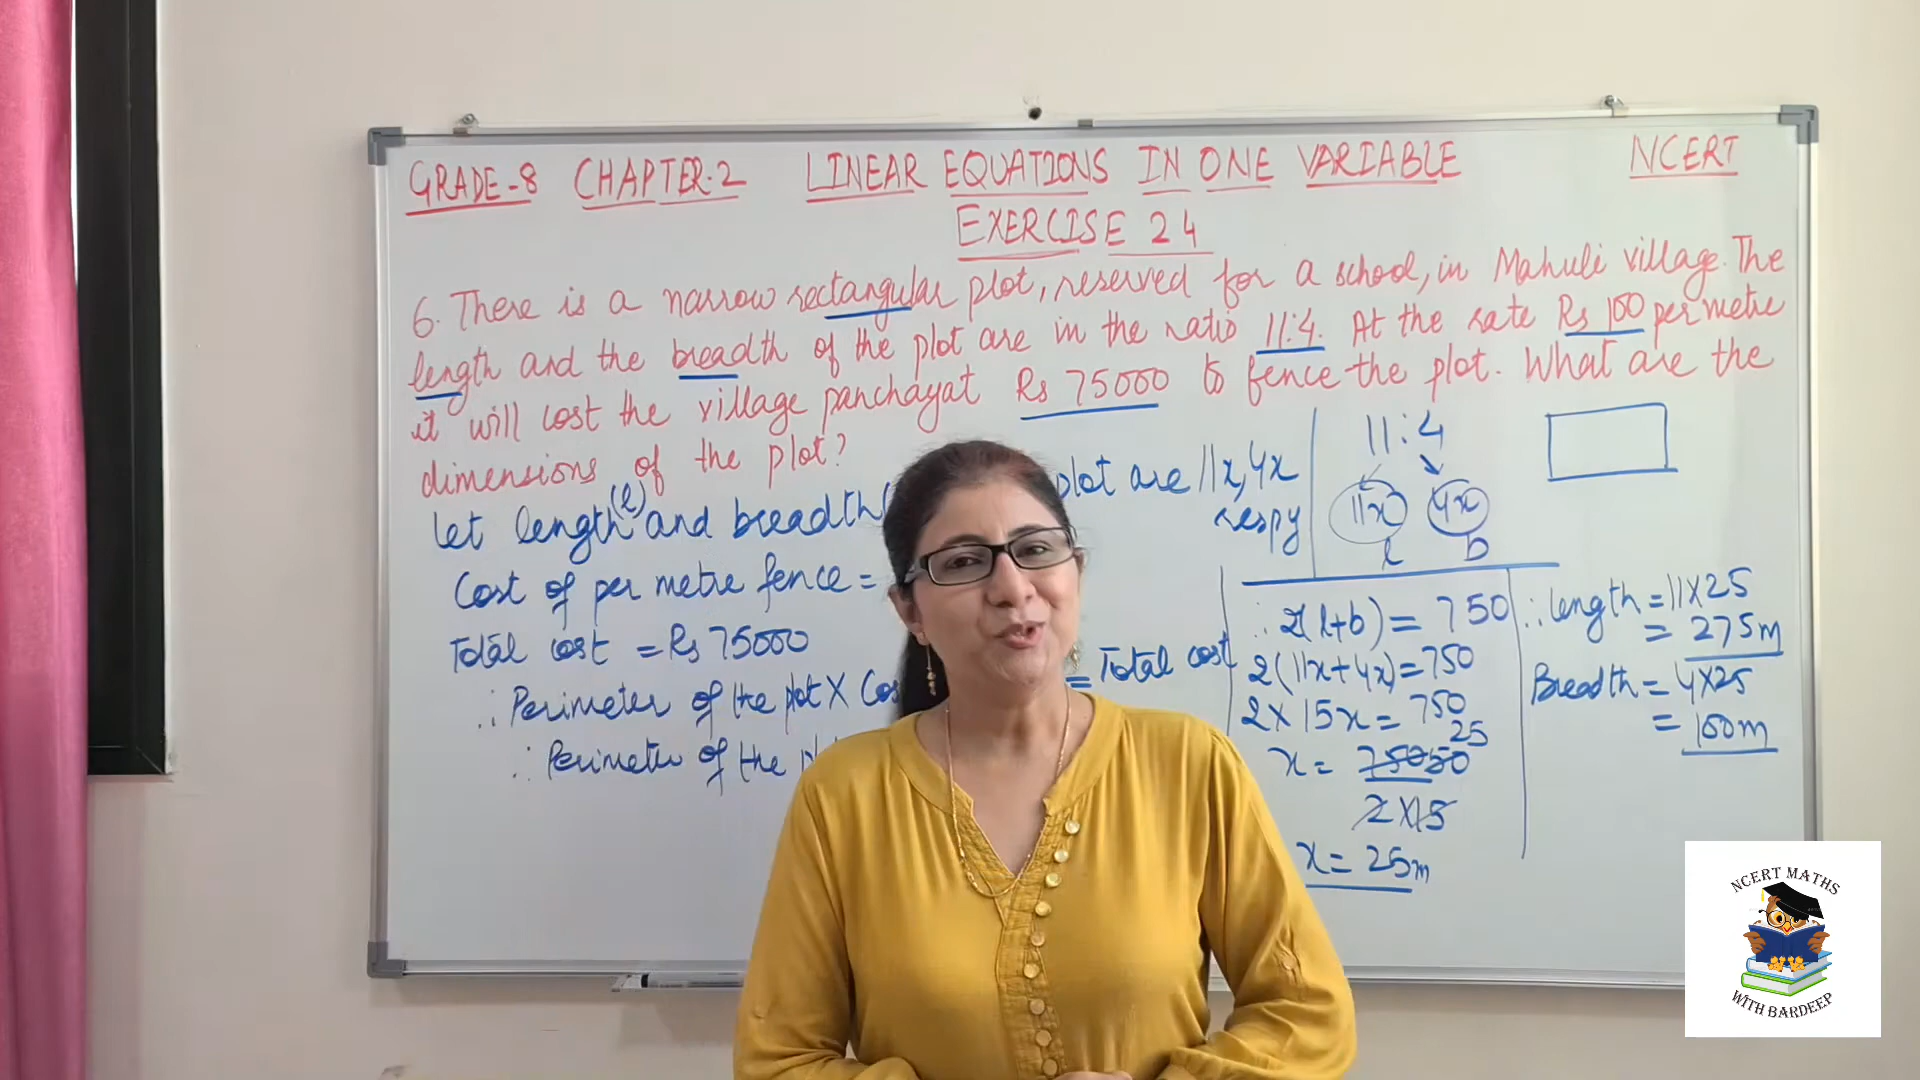 GRADE-8 CHAPTER.2 LINEAR EQUATIONS IN ONE VARIABLE NCERT
EXERCISE 2.4
6. There is a narrow rectangular plot, reserved for a school, in Mahuli village. The
length and the breadth of the plot are in the ratio 11:4. At the rate Rs 100 per metre
it will cost the village panchayat Rs 75000 to fence the plot. What are the
dimensions of the plot?
let length (l) and breadth ( plot are 11x, 4x
respy
Cost of per metre fence =
Total cost = Rs 75000
∴ Perimeter of the plot X Cos = Total cost
∴ Perimeter of the
11:4
11x 4x
l b
∴ 2(l+b) = 750
2(11x+4x)=750
2×15x = 750
25
x = 750 50
2×15
x = 25m
∴ length = 11×25
= 275m
Breadth = 4×25
= 100m
NCERT MATHS
WITH BARDEEP